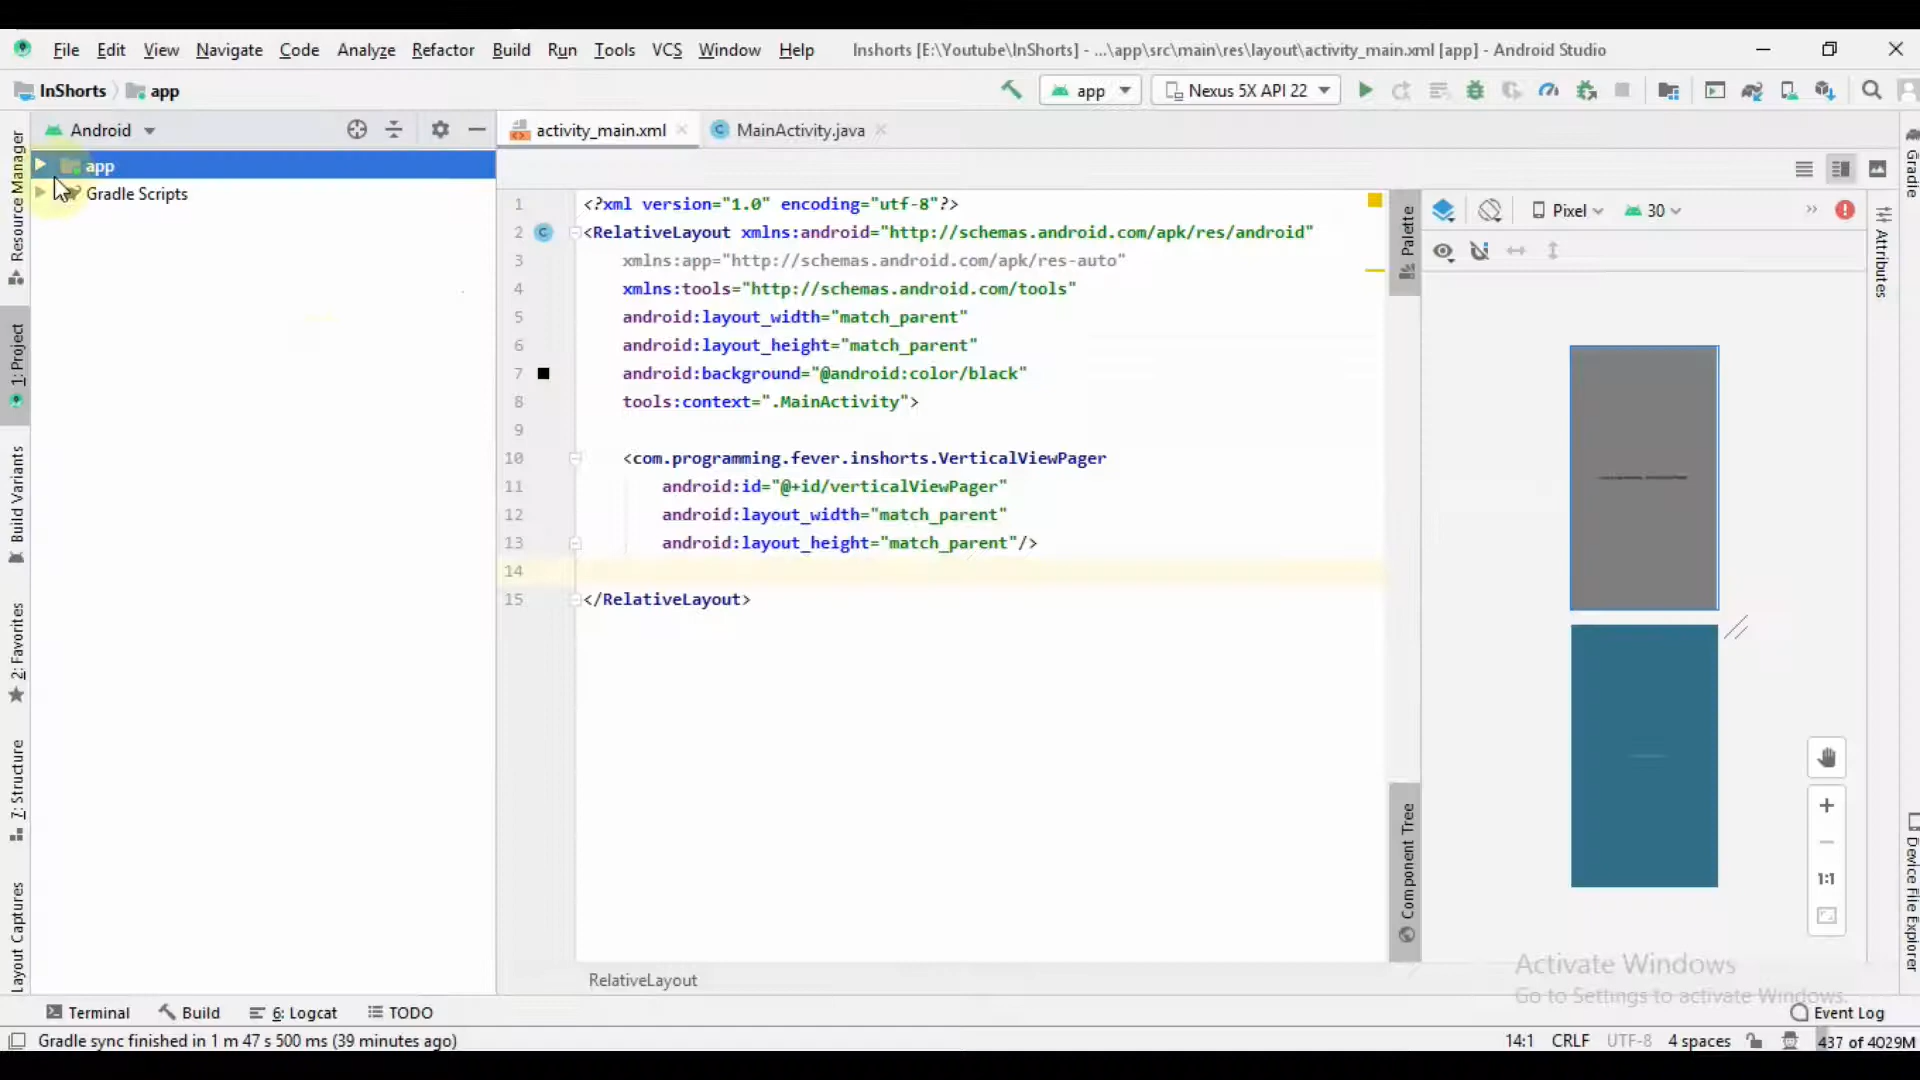 File Edit View Navigate Code Analyze Refactor Build Run Tools VCS Window Help Inshorts [E:\Youtube\InShorts] - ...\app\src\main\res\layout\activity_main.xml [app] - Android Studio
InShorts app
app Nexus 5X API 22
Android
activity_main.xml MainActivity.java
app
Gradle Scripts
Resource Manager
1: Project
Build Variants
2: Favorites
7: Structure
Layout Captures
1 <?xml version="1.0" encoding="utf-8"?>
2 <RelativeLayout xmlns:android="http://schemas.android.com/apk/res/android"
3 xmlns:app="http://schemas.android.com/apk/res-auto"
4 xmlns:tools="http://schemas.android.com/tools"
5 android:layout_width="match_parent"
6 android:layout_height="match_parent"
7 android:background="@android:color/black"
8 tools:context=".MainActivity">
9
10 <com.programming.fever.inshorts.VerticalViewPager
11 android:id="@+id/verticalViewPager"
12 android:layout_width="match_parent"
13 android:layout_height="match_parent"/>
14
15 </RelativeLayout>
RelativeLayout
Palette
Component Tree
Pixel 30
1:1
Gradle
Attributes
Device File Explorer
Activate Windows
Go to Settings to activate Windows.
Terminal Build 6: Logcat TODO Event Log
Gradle sync finished in 1 m 47 s 500 ms (39 minutes ago) 14:1 CRLF UTF-8 4 spaces 437 of 4029M